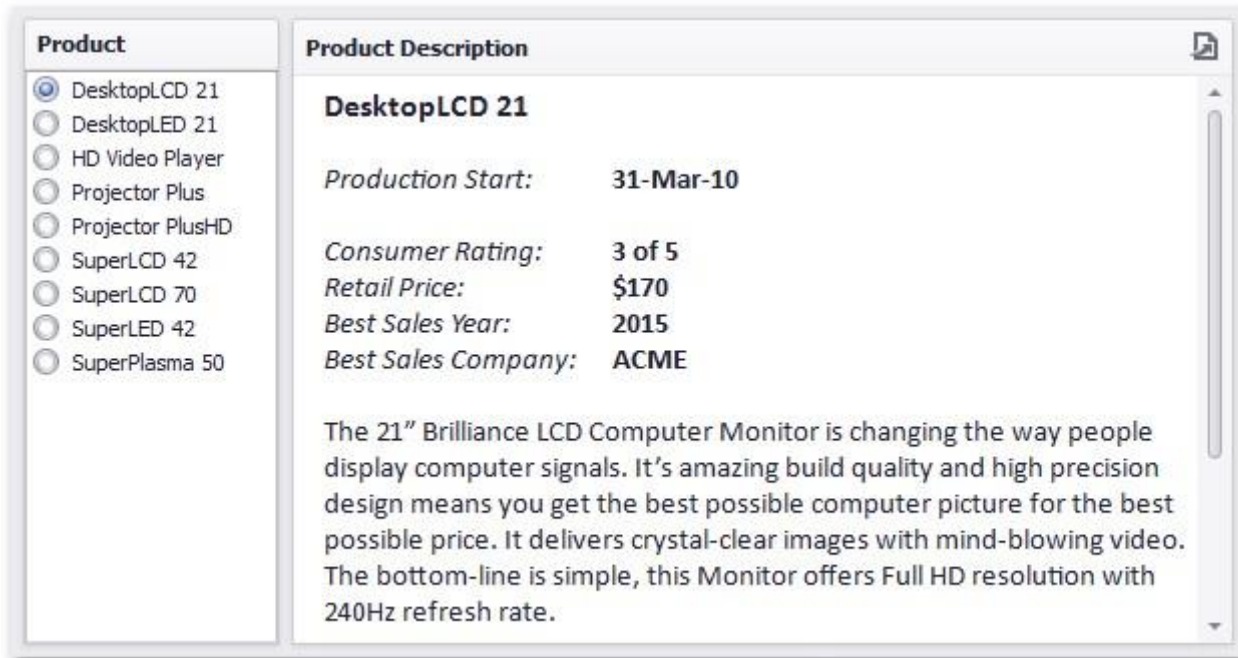 Product
DesktopLCD 21
DesktopLED 21
HD Video Player
Projector Plus
Projector PlusHD
SuperLCD 42
SuperLCD 70
SuperLED 42
SuperPlasma 50
Product Description
DesktopLCD 21
Production Start: 31-Mar-10
Consumer Rating: 3 of 5
Retail Price: $170
Best Sales Year: 2015
Best Sales Company: ACME
The 21” Brilliance LCD Computer Monitor is changing the way people
display computer signals. It’s amazing build quality and high precision
design means you get the best possible computer picture for the best
possible price. It delivers crystal-clear images with mind-blowing video.
The bottom-line is simple, this Monitor offers Full HD resolution with
240Hz refresh rate.